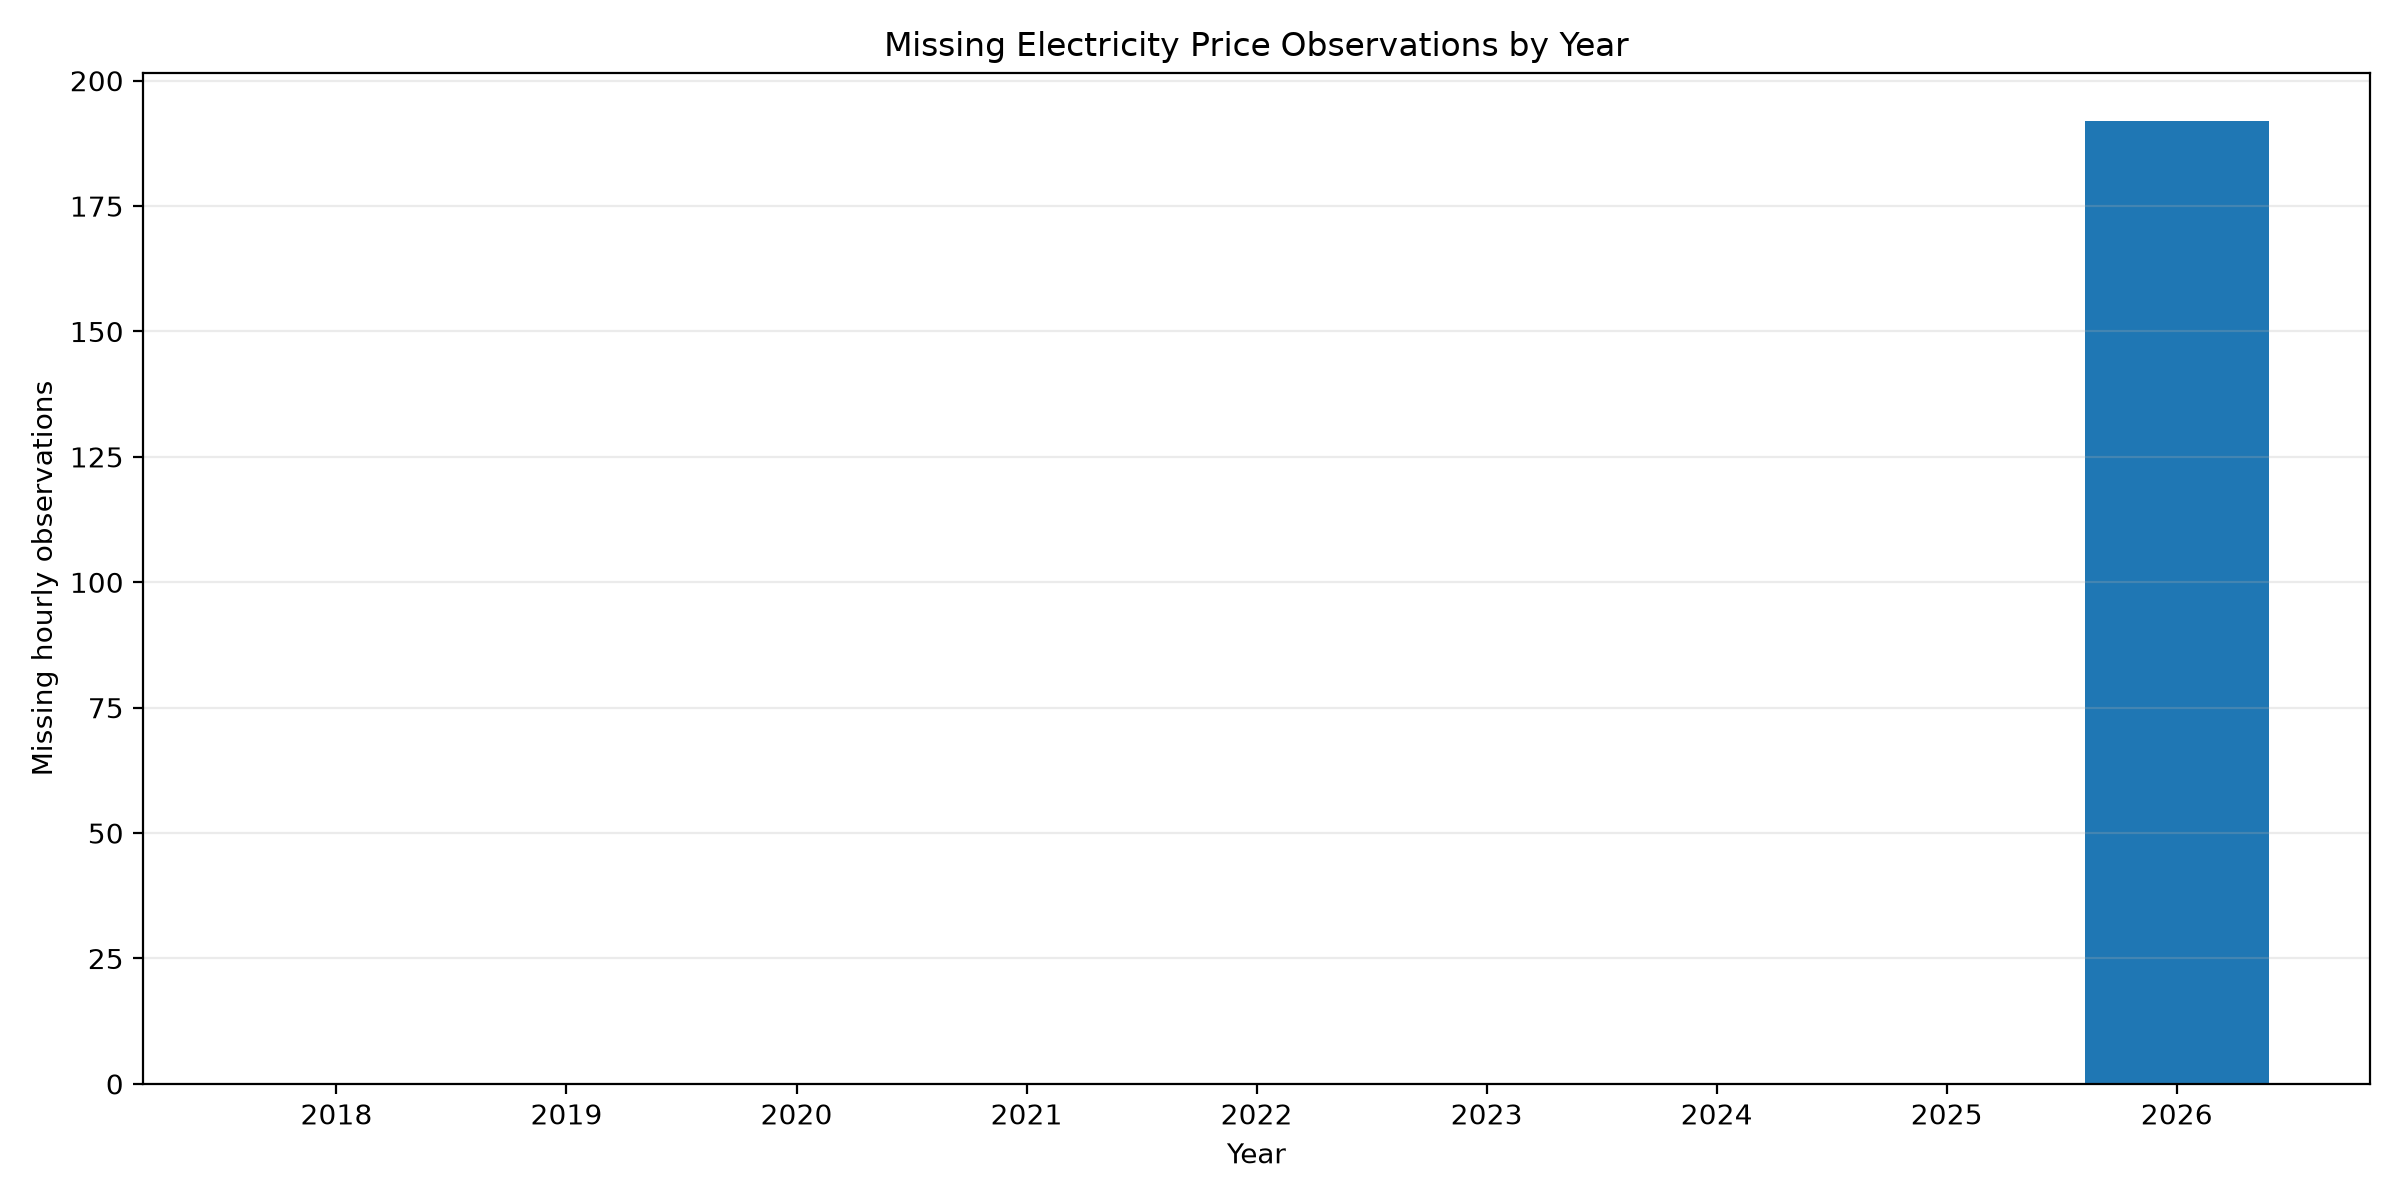 Missing Electricity Price Observations by Year
200
175
150
125
100
75
50
25
0
Missing hourly observations
2018 2019 2020 2021 2022 2023 2024 2025 2026
Year